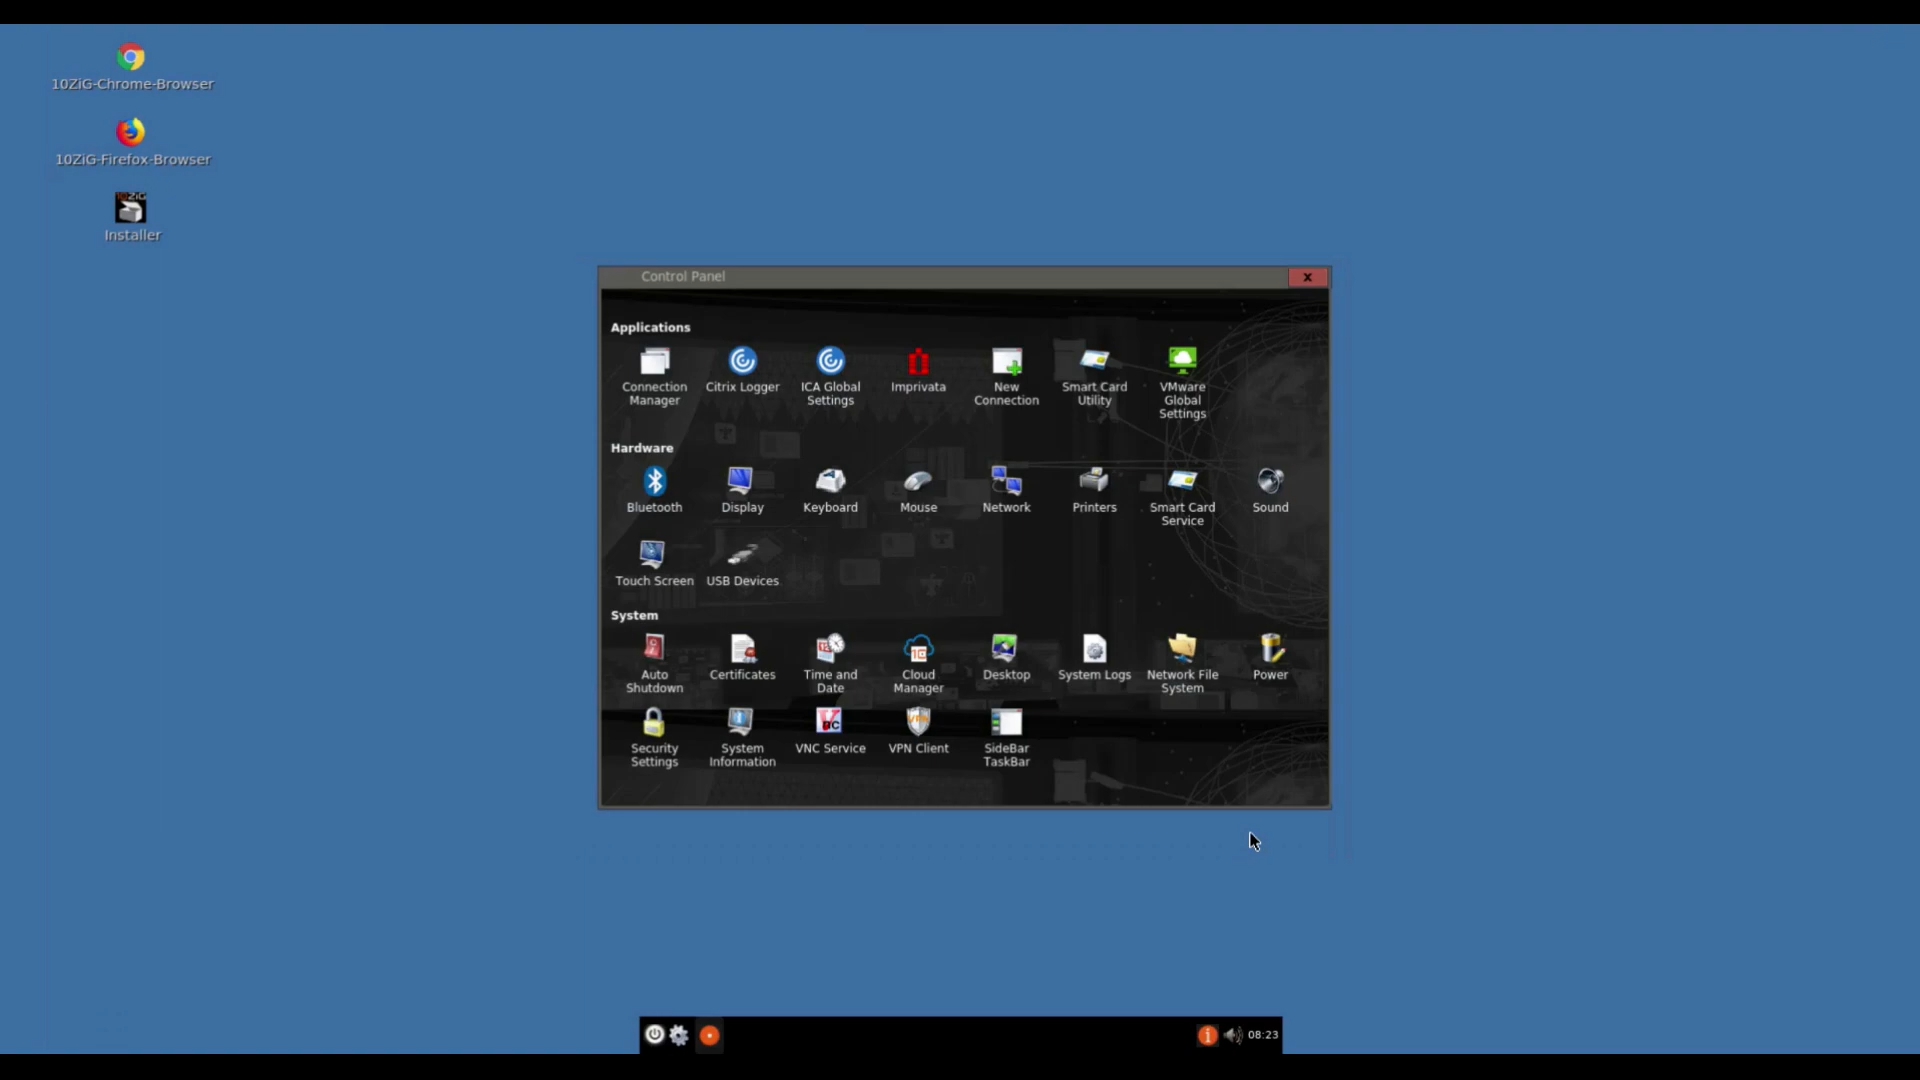 10ZiG-Chrome-Browser
10ZiG-Firefox-Browser
10ZiG
Installer
Control Panel
x
Applications
Connection
Manager
Citrix Logger
ICA Global
Settings
Imprivata
New
Connection
Smart Card
Utility
VMware
Global
Settings
Hardware
Bluetooth
Display
Keyboard
Mouse
Network
Printers
Smart Card
Service
Sound
Touch Screen
USB Devices
System
Auto
Shutdown
Certificates
Time and
Date
Cloud
Manager
Desktop
System Logs
Network File
System
Power
Security
Settings
System
Information
VNC Service
VPN Client
SideBar
TaskBar
08:23